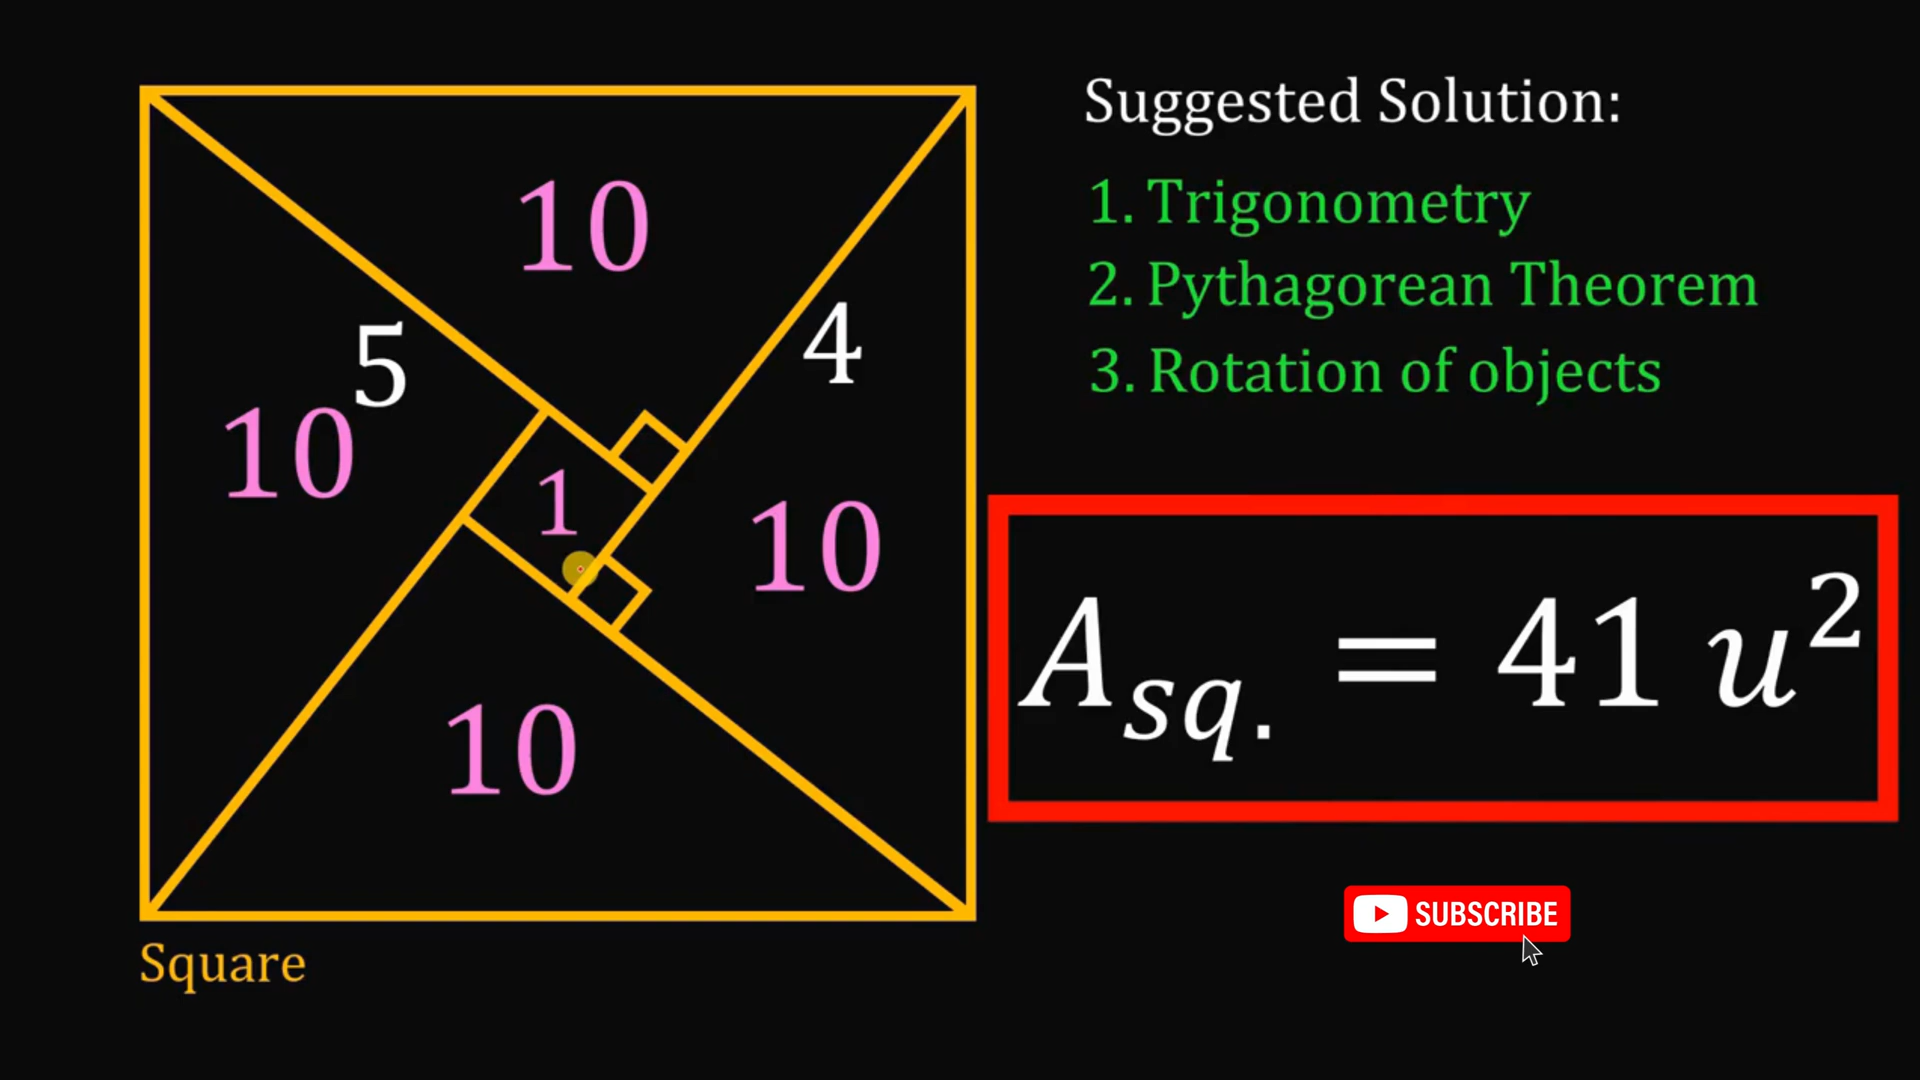 Suggested Solution:
1. Trigonometry
2. Pythagorean Theorem
3. Rotation of objects
10
5
4
10
1
10
10
A_sq. = 41 u²
SUBSCRIBE
Square